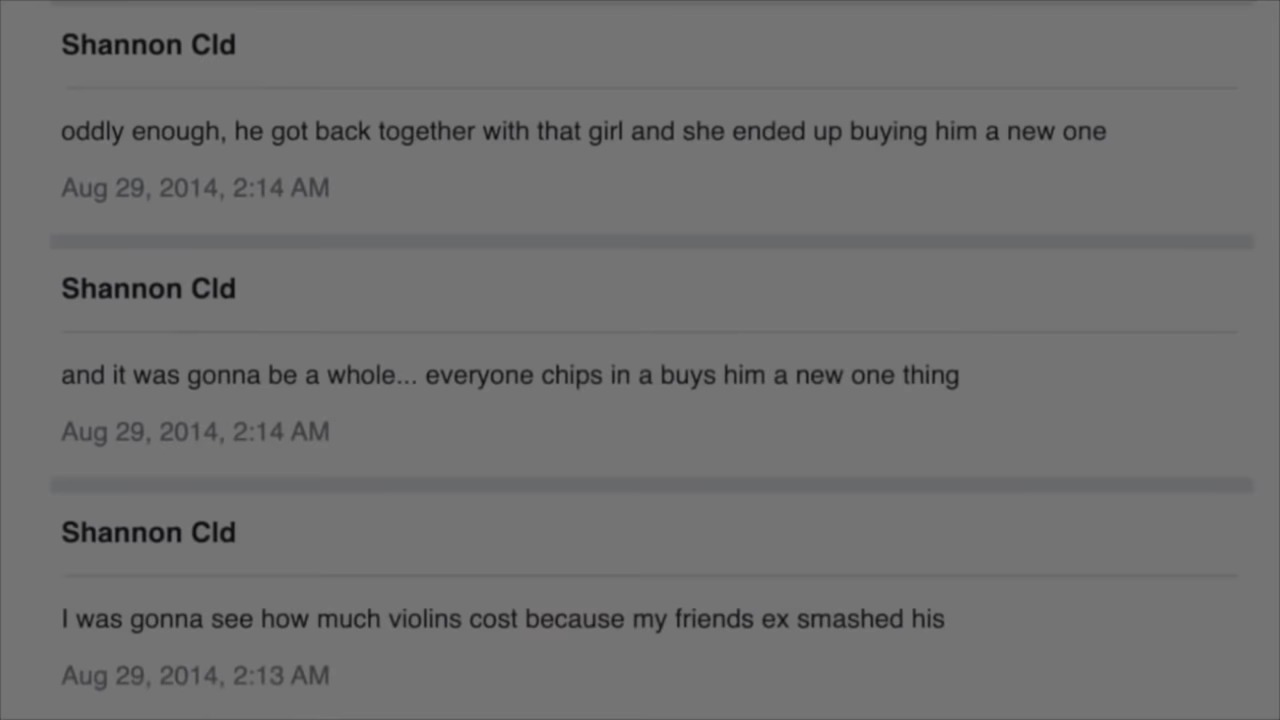 Shannon Cld
oddly enough, he got back together with that girl and she ended up buying him a new one
Aug 29, 2014, 2:14 AM
Shannon Cld
and it was gonna be a whole... everyone chips in a buys him a new one thing
Aug 29, 2014, 2:14 AM
Shannon Cld
I was gonna see how much violins cost because my friends ex smashed his
Aug 29, 2014, 2:13 AM